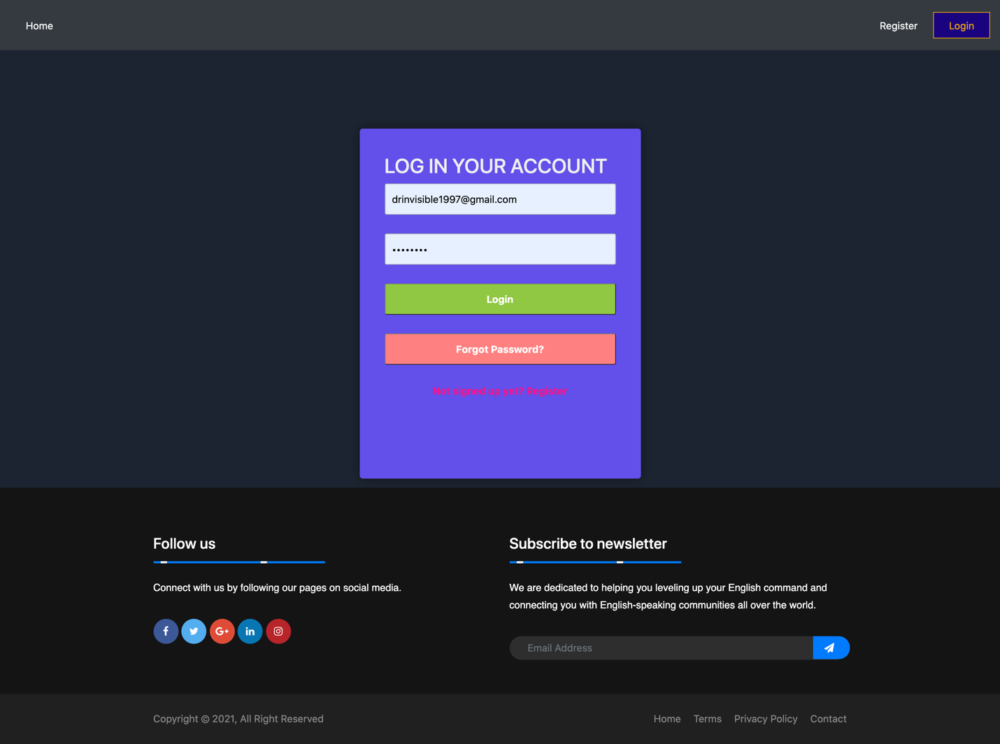 Home
Register
Login
LOG IN YOUR ACCOUNT
drinvisible1997@gmail.com
••••••••
Login
Forgot Password?
Not signed up yet? Register
Follow us
Connect with us by following our pages on social media.
f
G+
in
Subscribe to newsletter
We are dedicated to helping you leveling up your English command and
connecting you with English-speaking communities all over the world.
Email Address
Copyright © 2021, All Right Reserved
Home
Terms
Privacy Policy
Contact